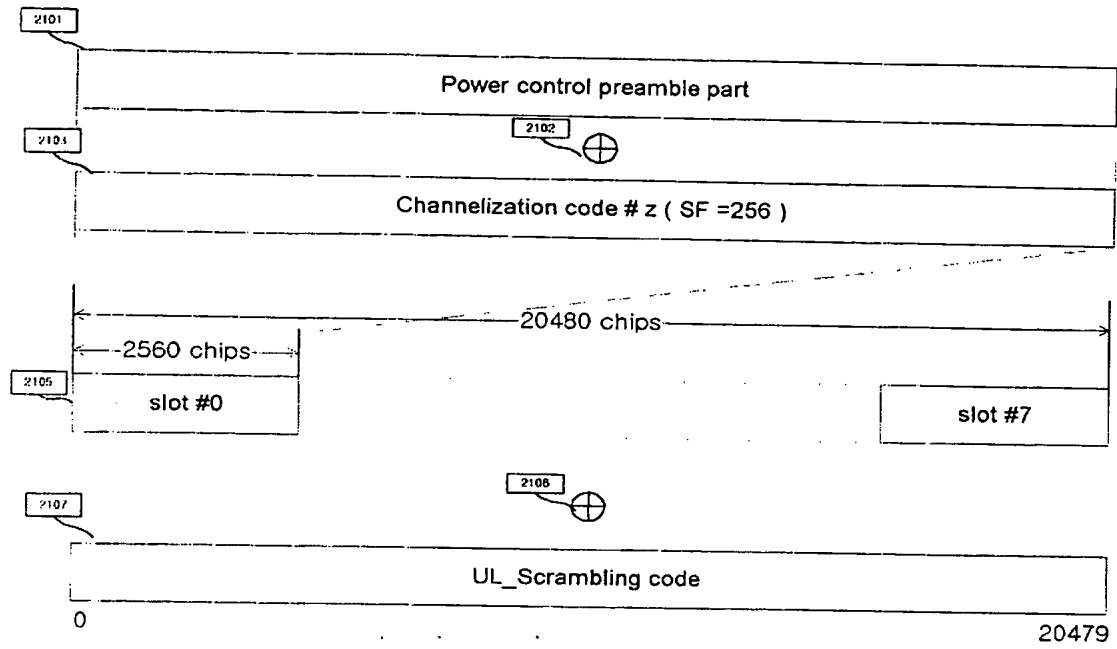 2101
Power control preamble part
2102
2103
Channelization code # z ( SF =256 )
20480 chips
2560 chips
2105
slot #0
slot #7
2106
2107
UL_Scrambling code
0
20479